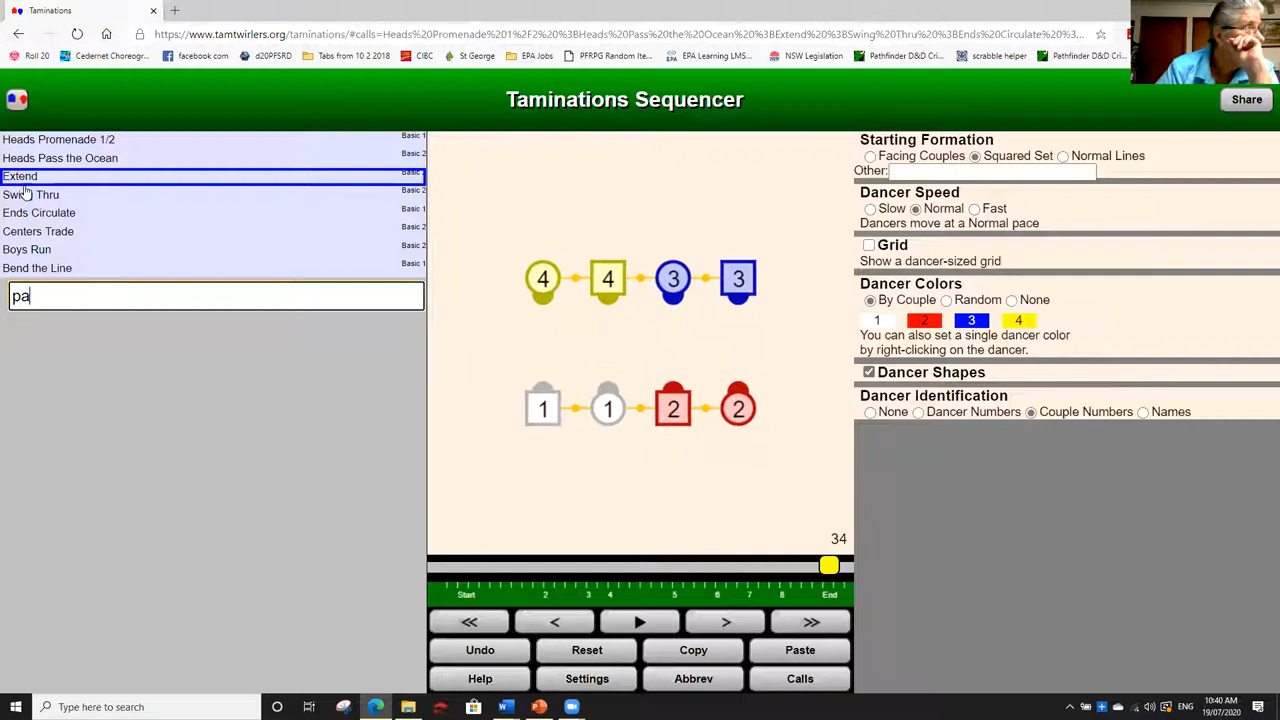 Taminations
https://www.tamtwirlers.org/taminations/#calls=Heads%20Promenade%201%2F2%20%3BHeads%20Pass%20the%20Ocean%20%3BExtend%20%3BSwing%20Thru%20%3BEnds%20Circulate%20%3...
Roll 20
Cedernet Choreogr...
facebook.com
d20PFSRD
Tabs from 10 2 2018
CIBC
St George
EPA Jobs
PFRPG Random Ite...
EPA Learning LMS...
NSW Legislation
Pathfinder D&D Cri...
scrabble helper
Pathfinder D&D Cri...
Taminations Sequencer
Share
Heads Promenade 1/2 Basic 1
Heads Pass the Ocean Basic 2
Extend
Thru Basic 2
Ends Circulate Basic 1
Centers Trade Basic 2
Boys Run Basic 2
Bend the Line Basic 1
pa
4 4 3 3
1 1 2 2
34
Start 2 3 4 5 6 7 8 End
<< < > >>
Undo Reset Copy Paste
Help Settings Abbrev Calls
Starting Formation
Facing Couples Squared Set Normal Lines
Other:
Dancer Speed
Slow Normal Fast
Dancers move at a Normal pace
Grid
Show a dancer-sized grid
Dancer Colors
By Couple Random None
1 2 3 4
You can also set a single dancer color
by right-clicking on the dancer.
Dancer Shapes
Dancer Identification
None Dancer Numbers Couple Numbers Names
Type here to search
ENG
10:40 AM
19/07/2020